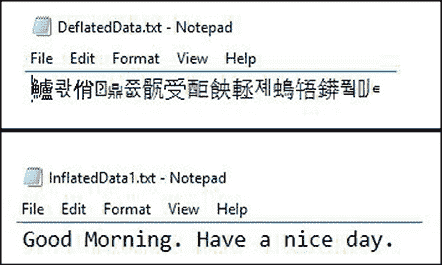 DeflatedData.txt - Notepad
File Edit Format View Help
InflatedData1.txt - Notepad
File Edit Format View Help
Good Morning. Have a nice day.